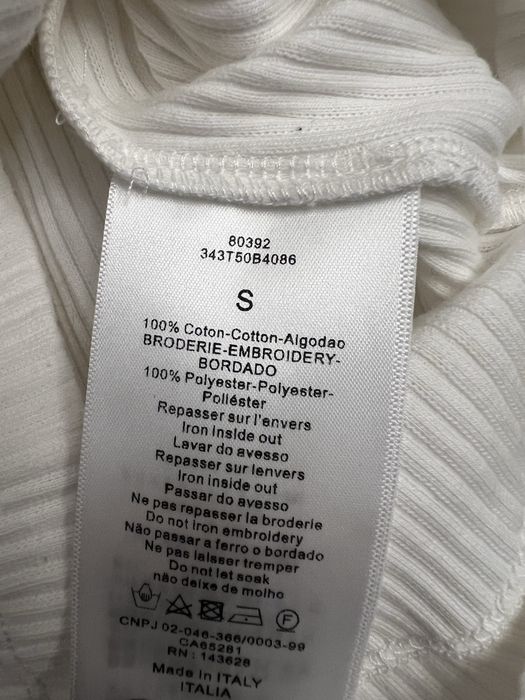 80392
343T50B4086
S
100% Coton-Cotton-Algodao
BRODERIE-EMBROIDERY-
BORDADO
100% Polyester-Polyester-
Poliéster
Repasser sur l'envers
Iron inside out
Lavar do avesso
Repasser sur lenvers
Iron inside out
Passar do avesso
Ne pas repasser la broderie
Do not iron embroidery
Não passar a ferro o bordado
Ne pas laisser tremper
Do not let soak
não deixe de molho
F
CNPJ 02-046-366/0003-99
CA65281
RN : 143628
Made in ITALY
ITALIA